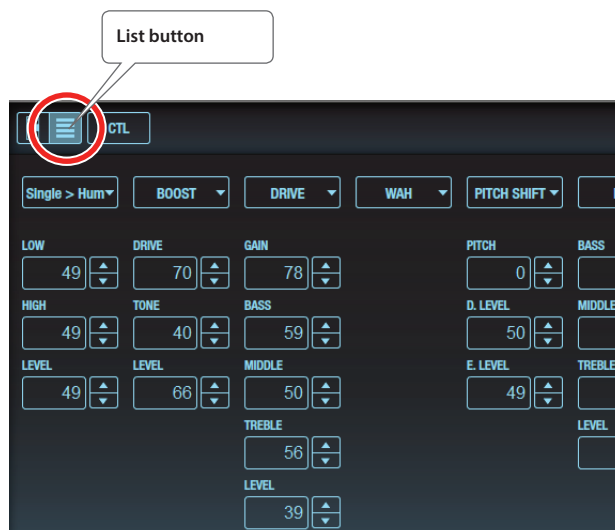 List button
CTL
Single > Hum BOOST DRIVE WAH PITCH SHIFT
LOW DRIVE GAIN PITCH BASS
49 70 78 0
HIGH TONE BASS D. LEVEL MIDDLE
49 40 59 50
LEVEL LEVEL MIDDLE E. LEVEL TREBLE
49 66 50 49
TREBLE LEVEL
56
LEVEL
39